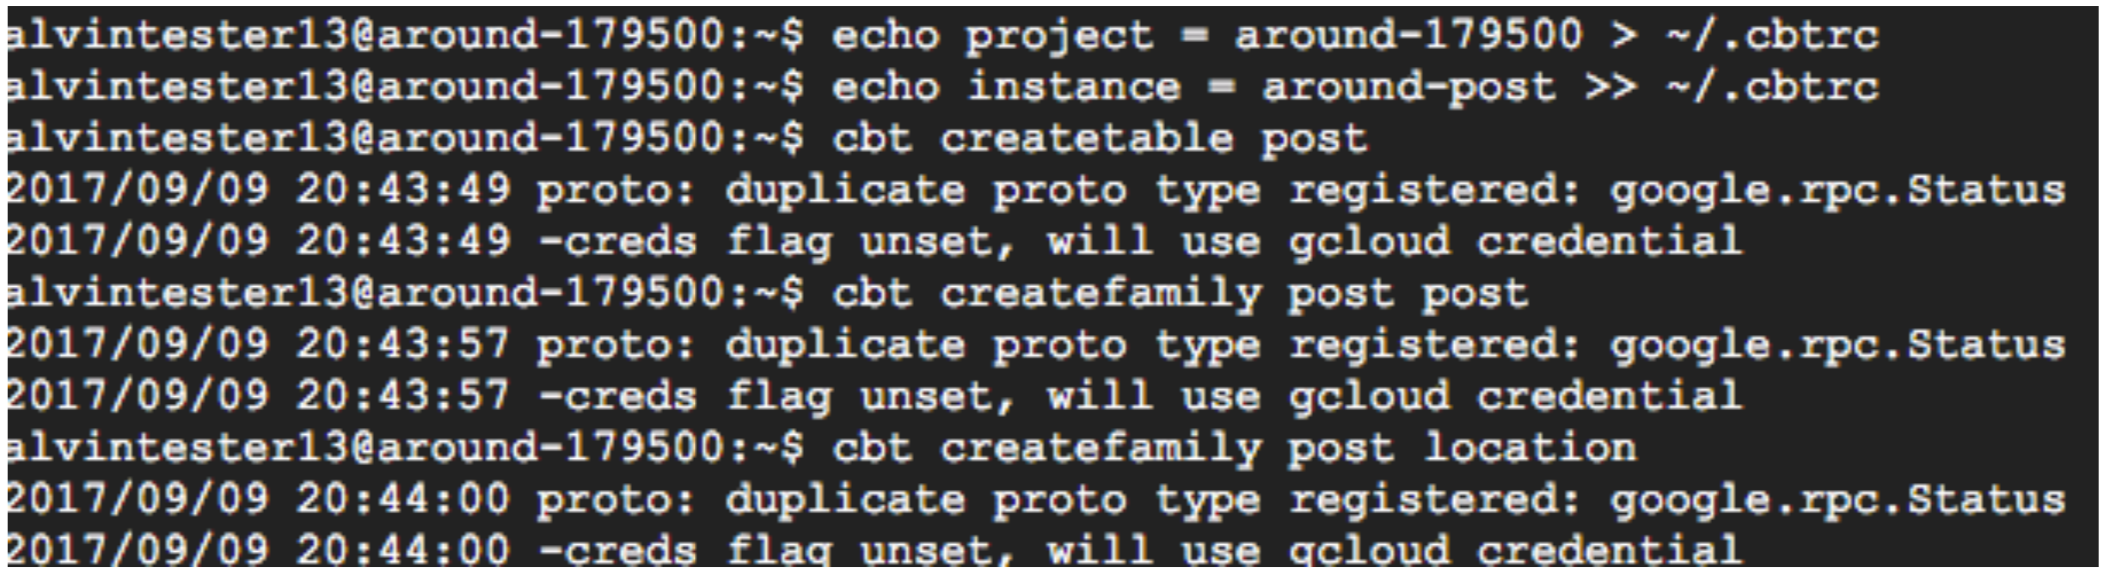 alvintester13@around-179500:~$ echo project = around-179500 > ~/.cbtrc
alvintester13@around-179500:~$ echo instance = around-post >> ~/.cbtrc
alvintester13@around-179500:~$ cbt createtable post
2017/09/09 20:43:49 proto: duplicate proto type registered: google.rpc.Status
2017/09/09 20:43:49 -creds flag unset, will use gcloud credential
alvintester13@around-179500:~$ cbt createfamily post post
2017/09/09 20:43:57 proto: duplicate proto type registered: google.rpc.Status
2017/09/09 20:43:57 -creds flag unset, will use gcloud credential
alvintester13@around-179500:~$ cbt createfamily post location
2017/09/09 20:44:00 proto: duplicate proto type registered: google.rpc.Status
2017/09/09 20:44:00 -creds flag unset, will use gcloud credential